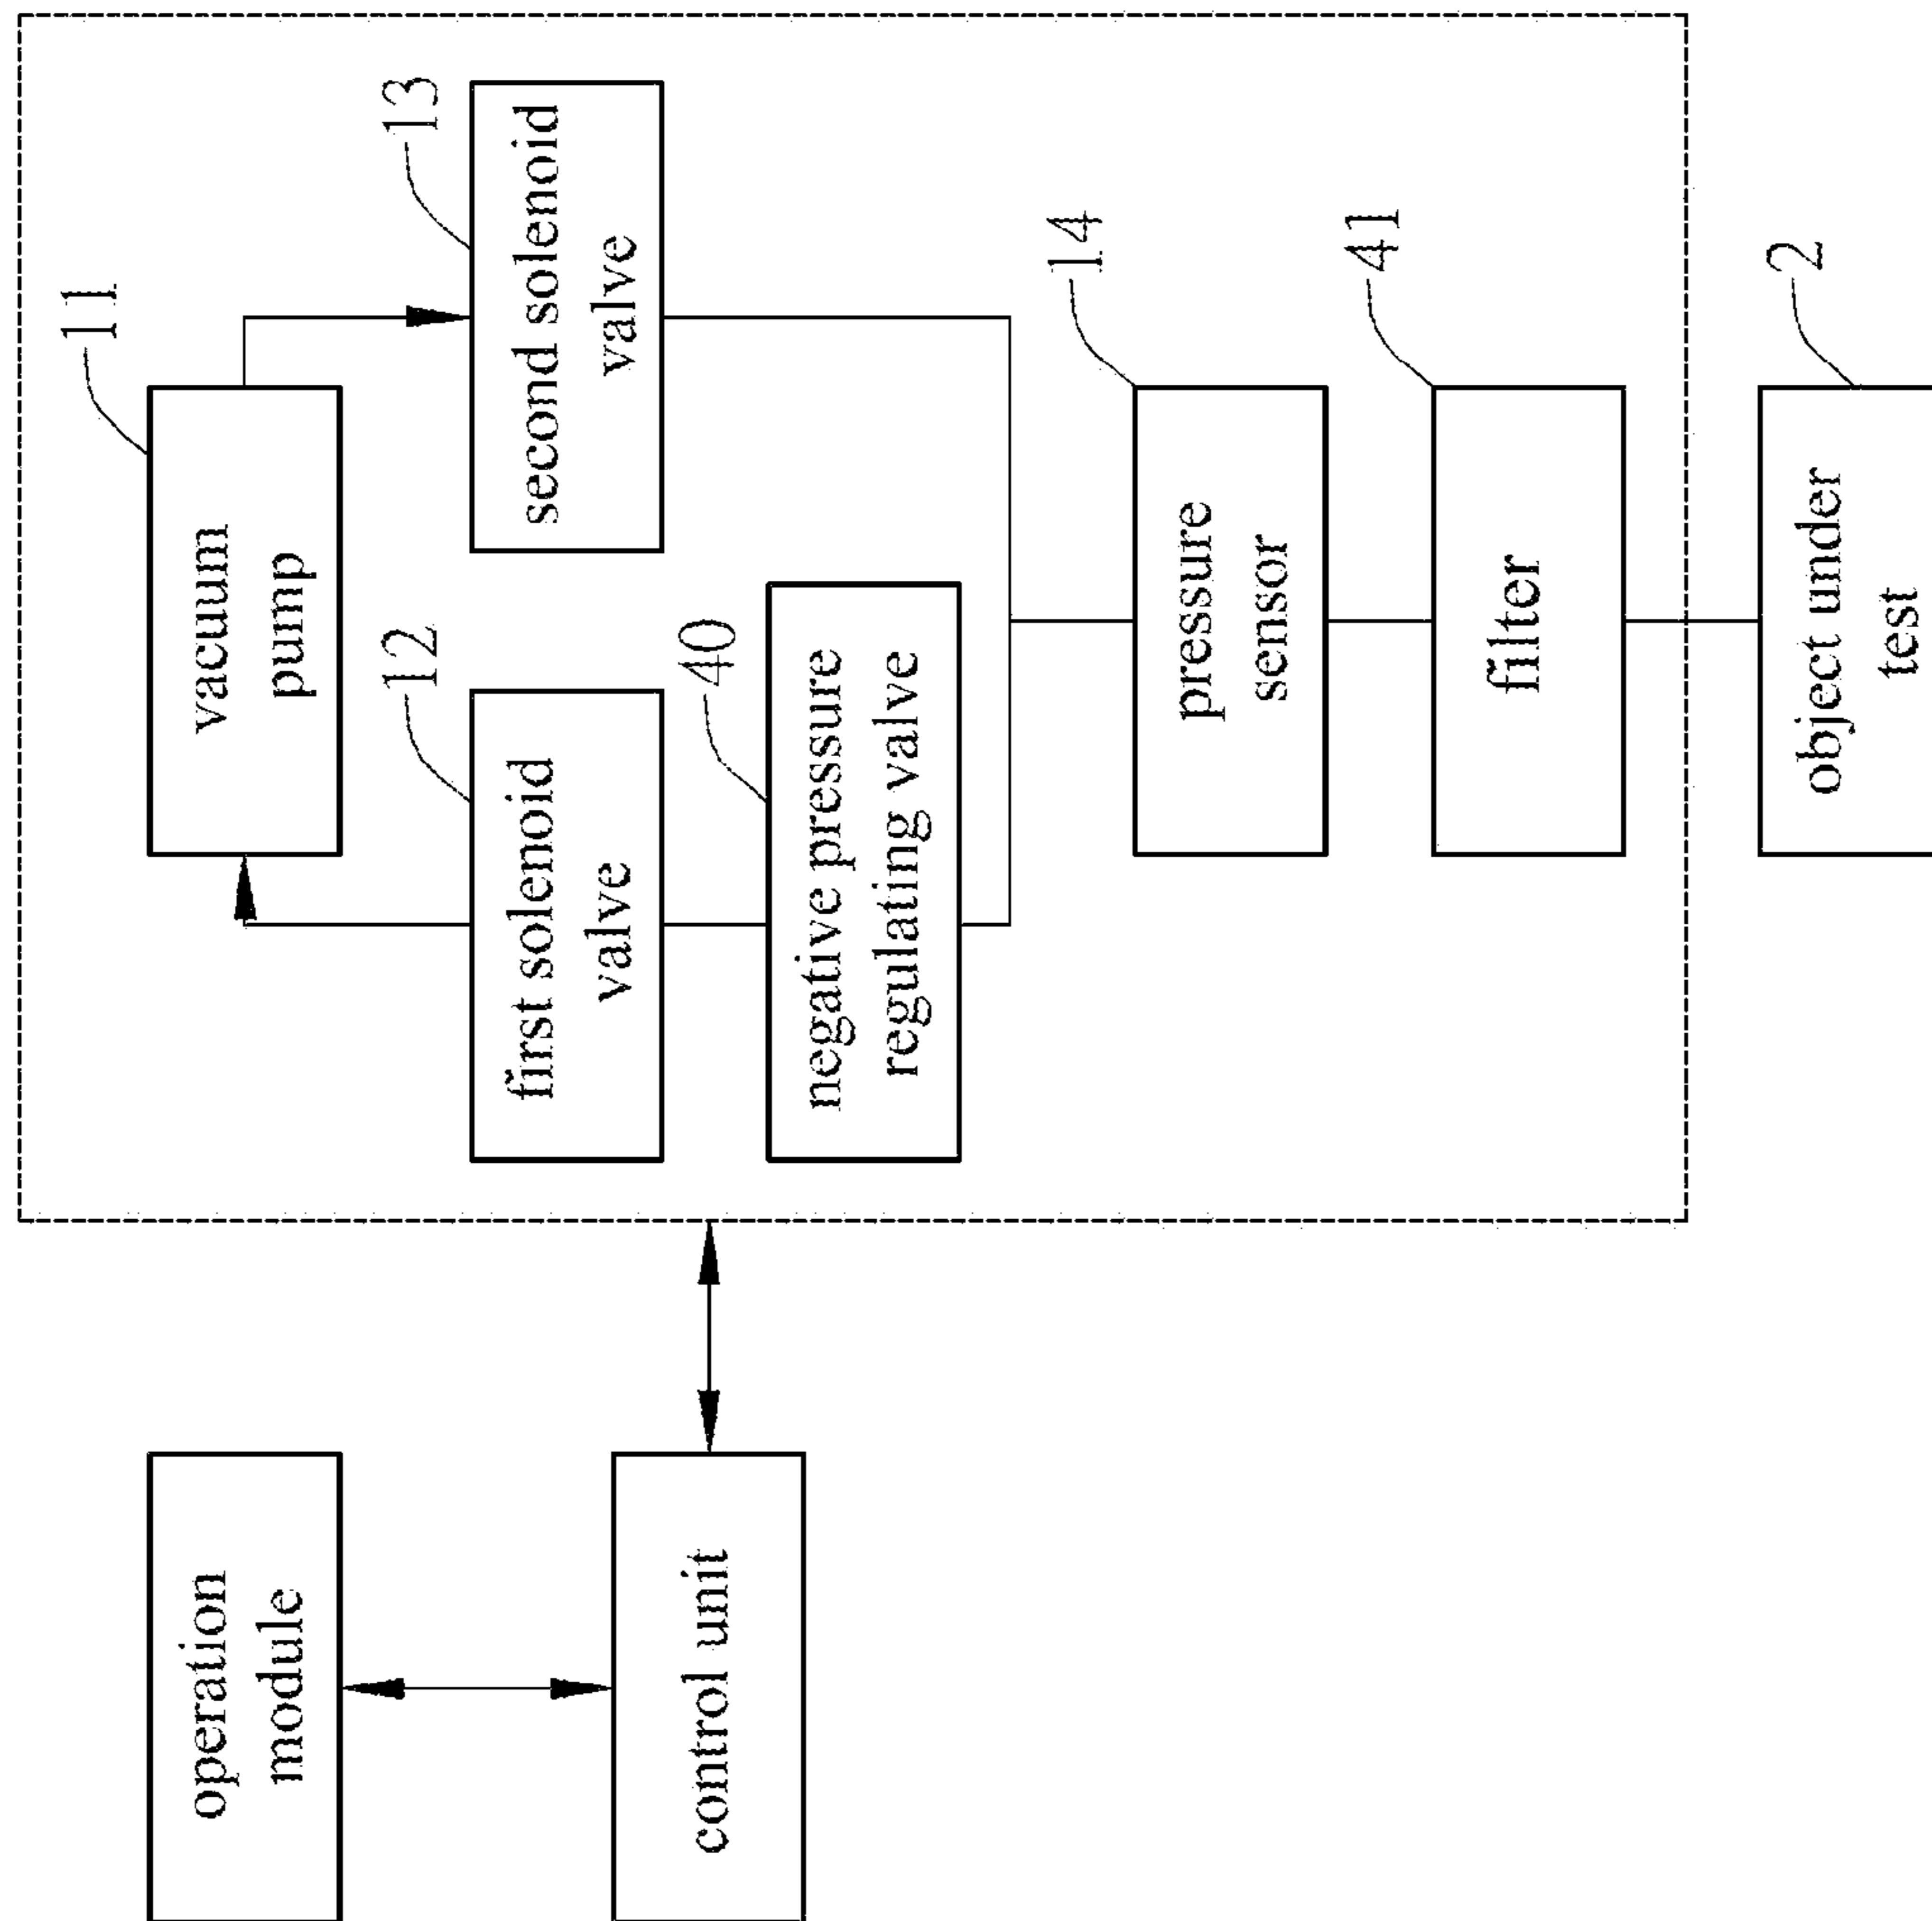 operation
module
control unit
11
vacuum
pump
12
first solenoid
valve
13
second solenoid
valve
40
negative pressure
regulating valve
14
pressure
sensor
41
filter
2
object under
test